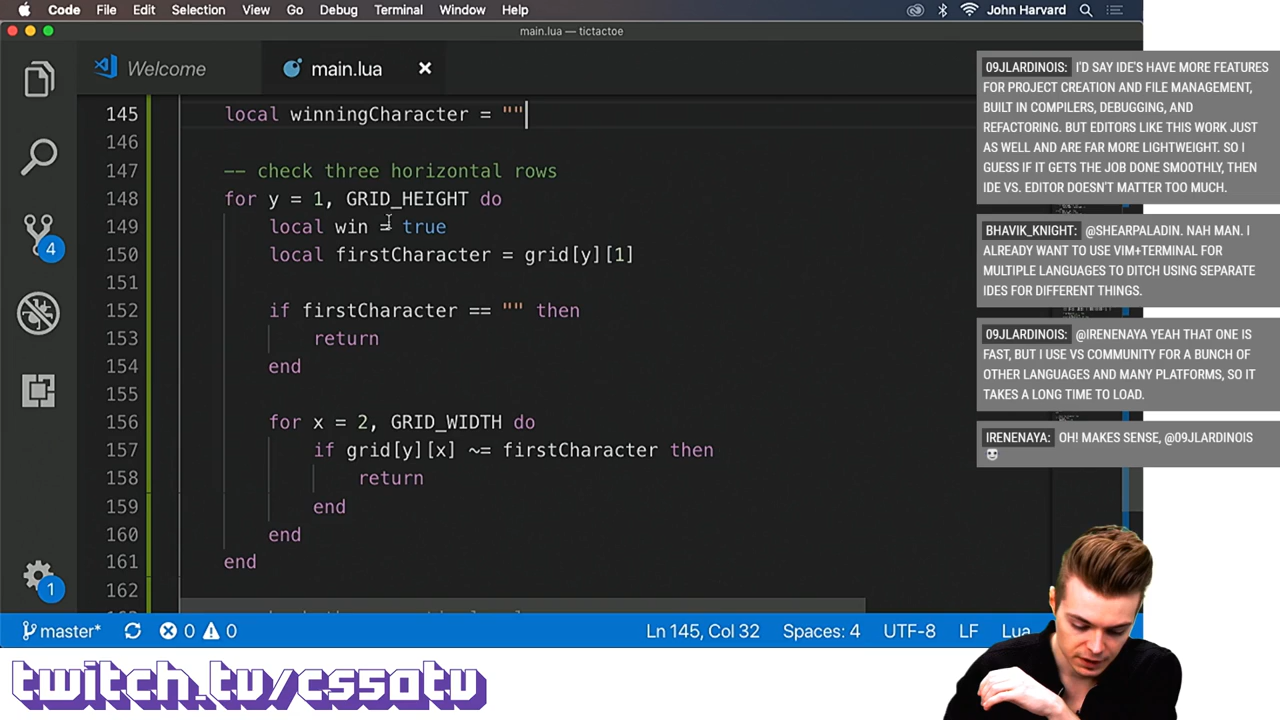 Code File Edit Selection View Go Debug Terminal Window Help John Harvard
main.lua — tictactoe
Welcome main.lua
145 local winningCharacter = ""
146
147 -- check three horizontal rows
148 for y = 1, GRID_HEIGHT do
149 local win = true
150 local firstCharacter = grid[y][1]
151
152 if firstCharacter == "" then
153 return
154 end
155
156 for x = 2, GRID_WIDTH do
157 if grid[y][x] ~= firstCharacter then
158 return
159 end
160 end
161 end
162
4
1
master* 0 0 Ln 145, Col 32 Spaces: 4 UTF-8 LF Lua
twitch.tv/cs50tv
09JLARDINOIS: I'D SAY IDE'S HAVE MORE FEATURES
FOR PROJECT CREATION AND FILE MANAGEMENT,
BUILT IN COMPILERS, DEBUGGING, AND
REFACTORING. BUT EDITORS LIKE THIS WORK JUST
AS WELL AND ARE FAR MORE LIGHTWEIGHT. SO I
GUESS IF IT GETS THE JOB DONE SMOOTHLY, THEN
IDE VS. EDITOR DOESN'T MATTER TOO MUCH.
BHAVIK_KNIGHT: @SHEARPALADIN. NAH MAN. I
ALREADY WANT TO USE VIM+TERMINAL FOR
MULTIPLE LANGUAGES TO DITCH USING SEPARATE
IDES FOR DIFFERENT THINGS.
09JLARDINOIS: @IRENENAYA YEAH THAT ONE IS
FAST, BUT I USE VS COMMUNITY FOR A BUNCH OF
OTHER LANGUAGES AND MANY PLATFORMS, SO IT
TAKES A LONG TIME TO LOAD.
IRENENAYA: OH! MAKES SENSE, @09JLARDINOIS